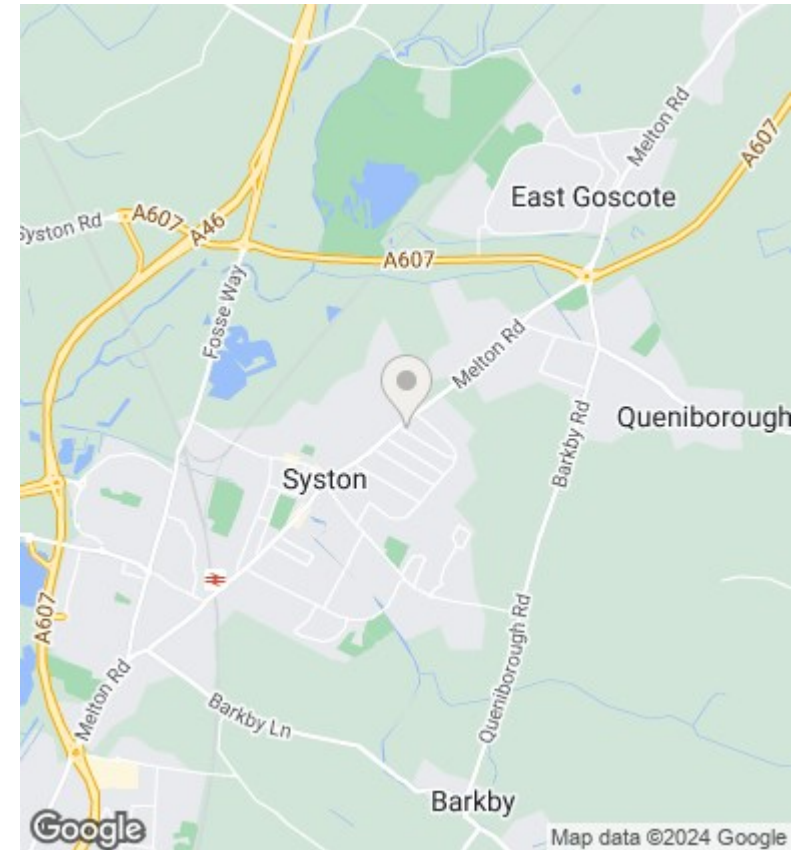 Melton Rd
A607
East Goscote
Syston Rd
A607
A46
A607
Fosse Way
Melton Rd
Queniborough
Barkby Rd
Syston
A607
Queniborough Rd
Melton Rd
Barkby Ln
Barkby
Google
Map data ©2024 Google